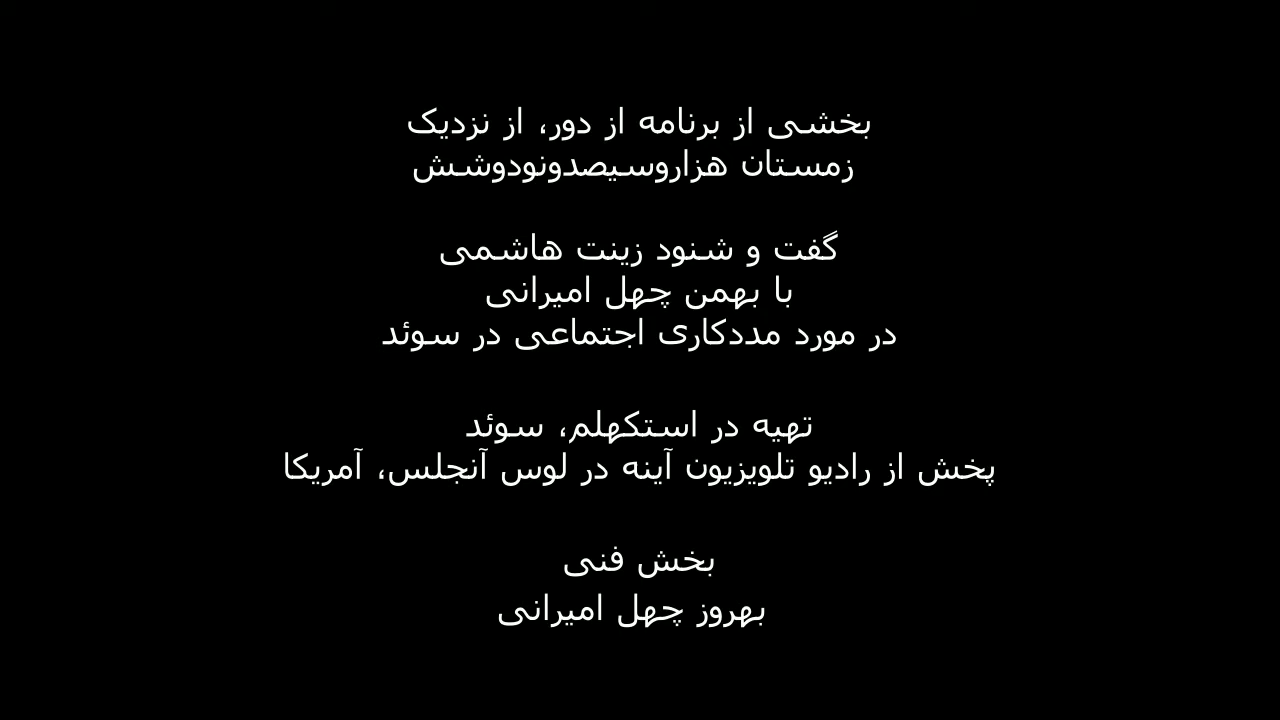 بخشی از برنامه از دور، از نزدیک
زمستان هزاروسیصدونودوشش
گفت و شنود زینت هاشمی
با بهمن چهل امیرانی
در مورد مددکاری اجتماعی در سوئد
تهیه در استکهلم، سوئد
پخش از رادیو تلویزیون آینه در لوس آنجلس، آمریکا
بخش فنی
بهروز چهل امیرانی